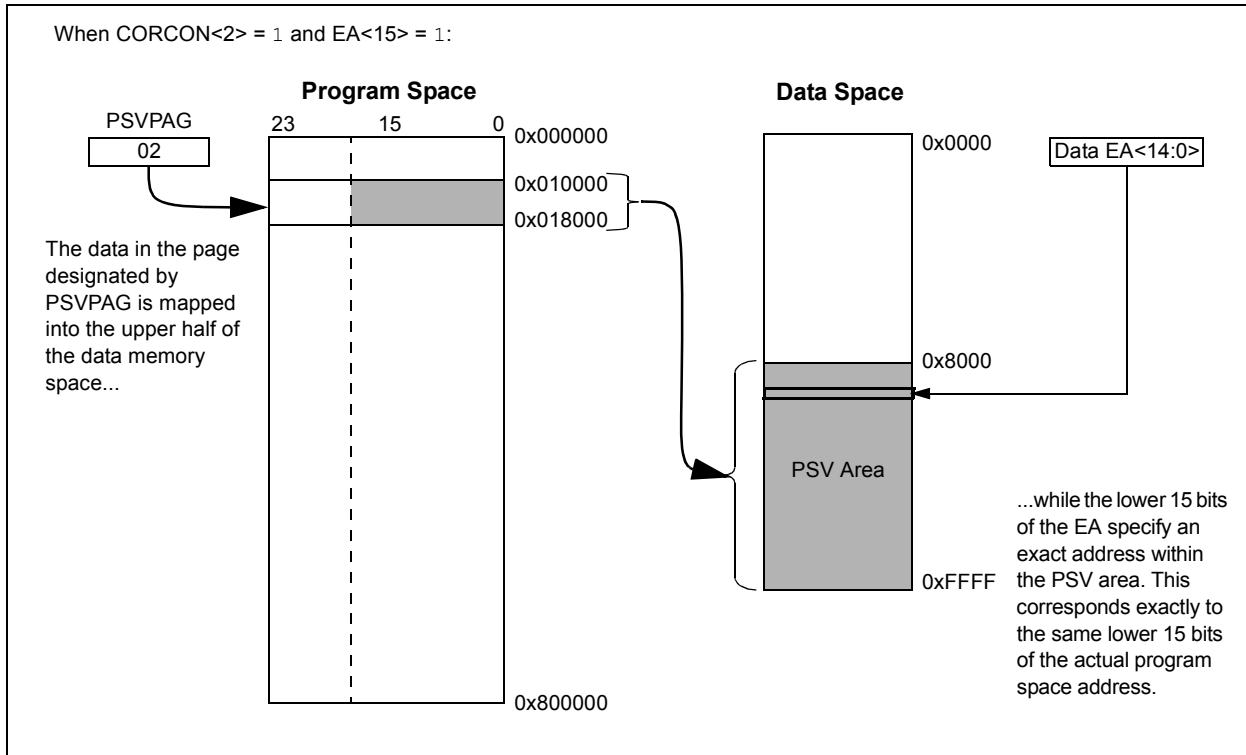 When CORCON<2> = 1 and EA<15> = 1:
Program Space
Data Space
PSVPAG
02
23 15 0
0x000000
0x010000
0x018000
0x800000
The data in the page
designated by
PSVPAG is mapped
into the upper half of
the data memory
space...
0x0000
0x8000
0xFFFF
PSV Area
Data EA<14:0>
...while the lower 15 bits
of the EA specify an
exact address within
the PSV area. This
corresponds exactly to
the same lower 15 bits
of the actual program
space address.